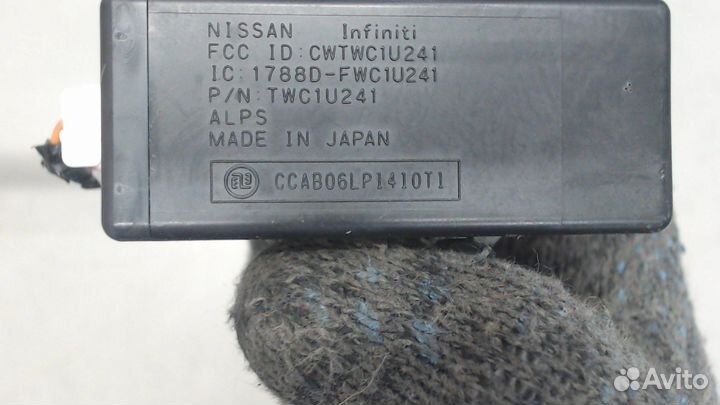 NISSAN Infiniti
FCC ID:CWTWC1U241
IC:1788D-FWC1U241
P/N:TWC1U241
ALPS
MADE IN JAPAN
CCAB06LP1410T1
Avito